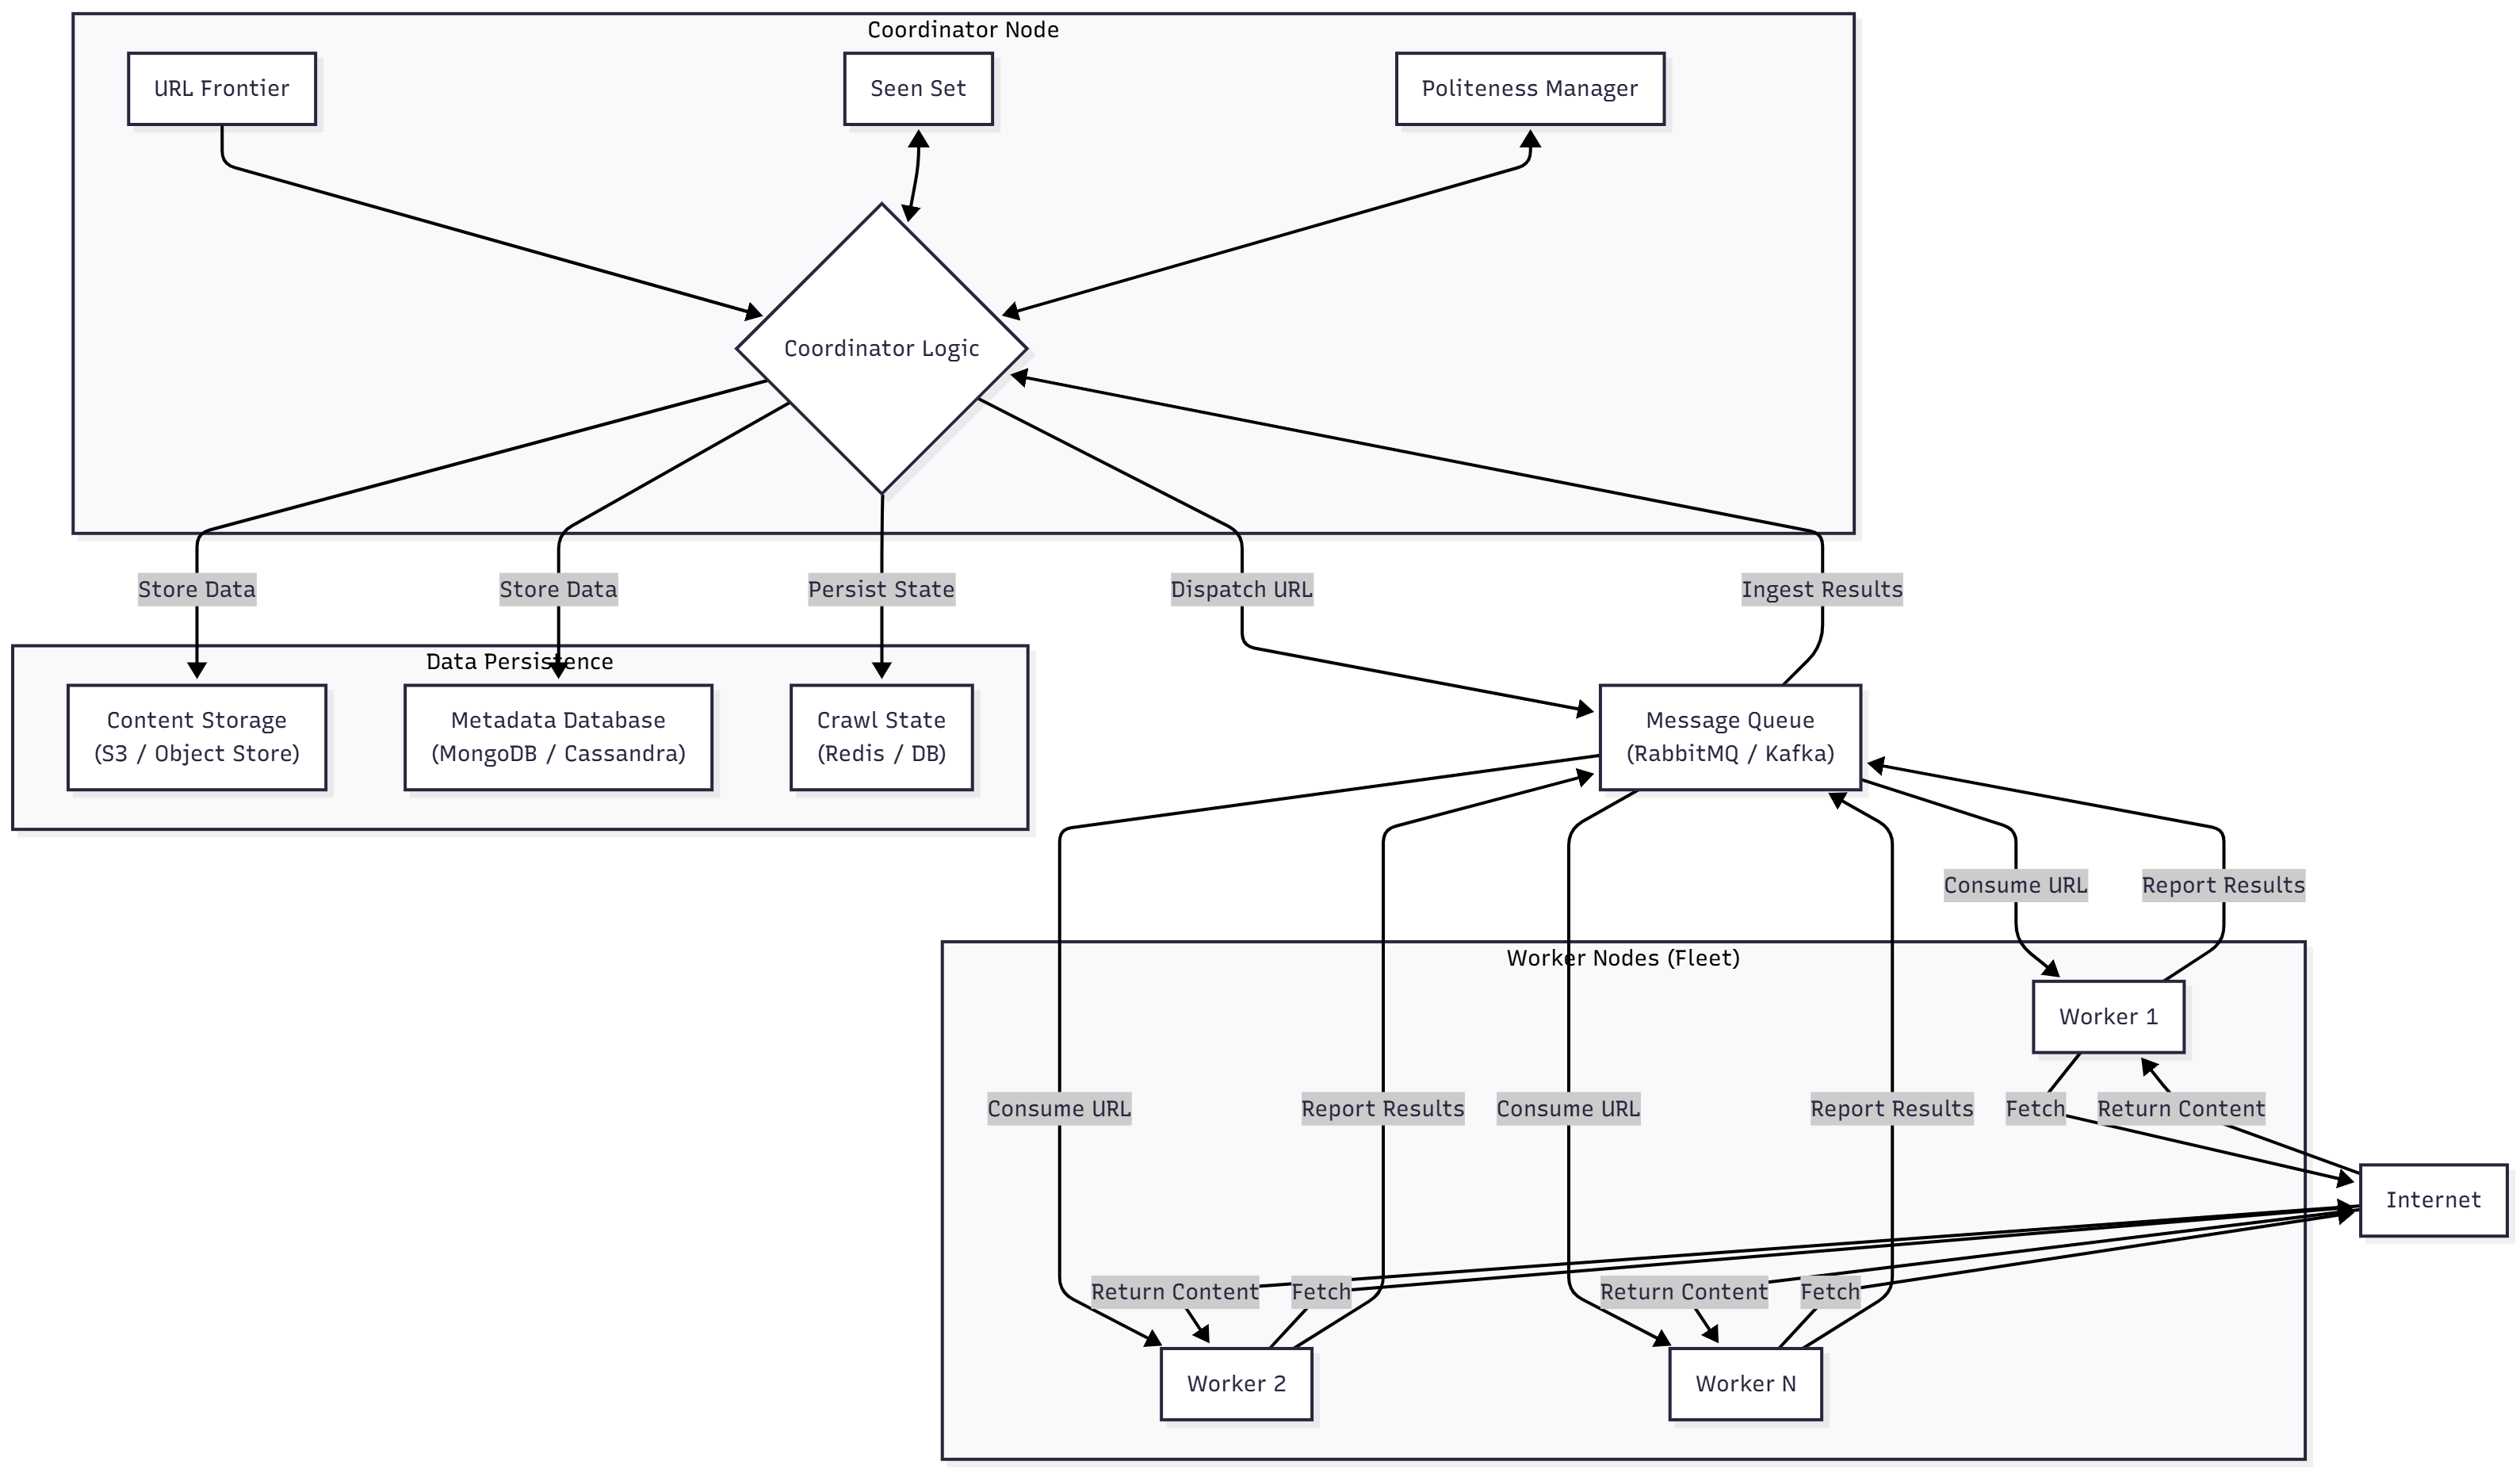 Coordinator Node
URL Frontier
Seen Set
Politeness Manager
Coordinator Logic
Store Data
Store Data
Persist State
Dispatch URL
Ingest Results
Data Persistence
Content Storage
(S3 / Object Store)
Metadata Database
(MongoDB / Cassandra)
Crawl State
(Redis / DB)
Message Queue
(RabbitMQ / Kafka)
Consume URL
Report Results
Worker Nodes (Fleet)
Worker 1
Consume URL
Report Results
Consume URL
Report Results
Fetch
Return Content
Internet
Return Content
Fetch
Return Content
Fetch
Worker 2
Worker N